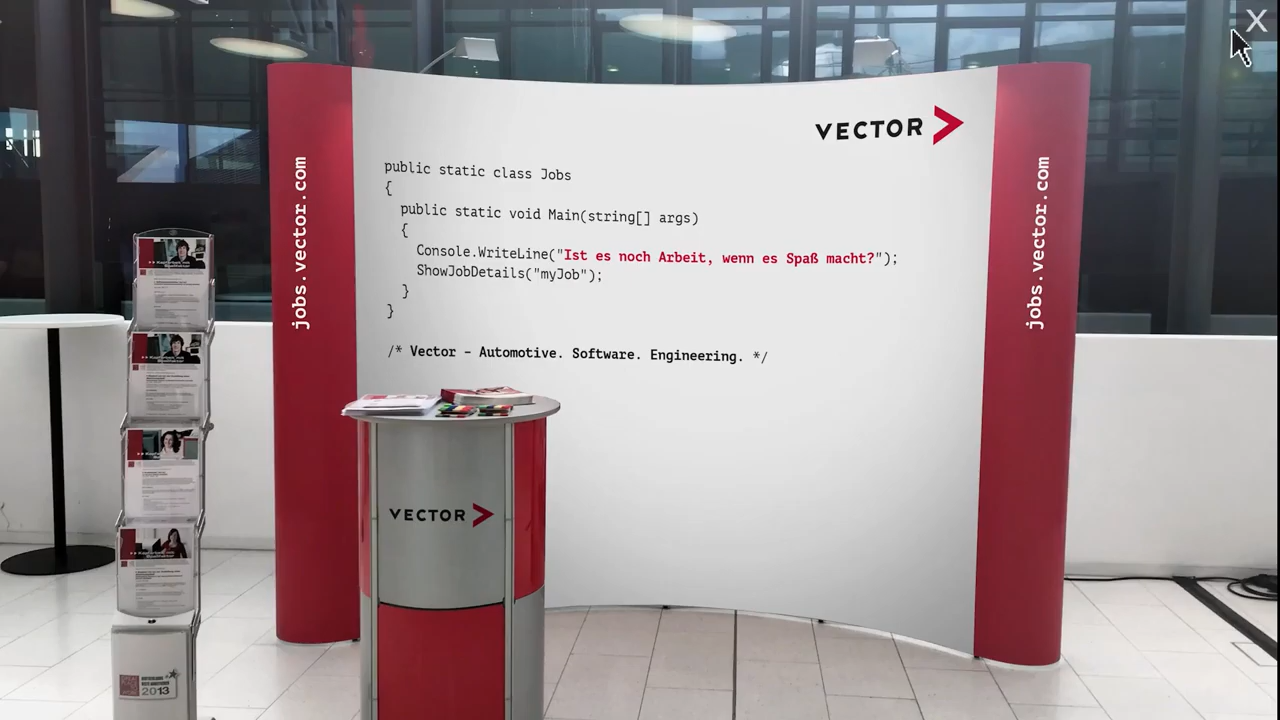 X
VECTOR
public static class Jobs
{
public static void Main(string[] args)
{
Console.WriteLine("Ist es noch Arbeit, wenn es Spaß macht?");
ShowJobDetails("myJob");
}
}
/* Vector – Automotive. Software. Engineering. */
jobs.vector.com
jobs.vector.com
VECTOR
2013